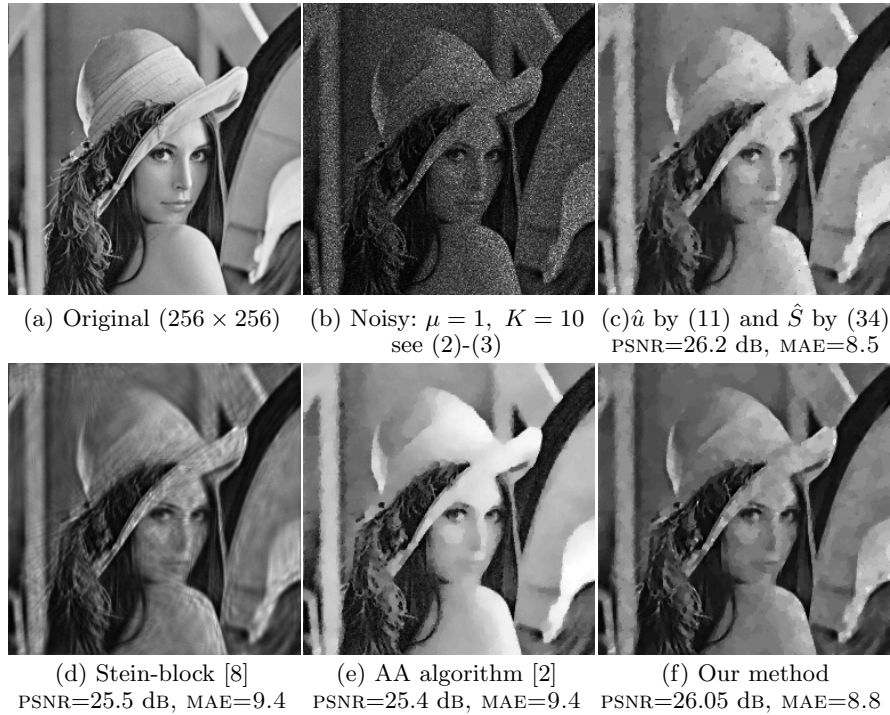 (a) Original (256 × 256)
(b) Noisy: μ = 1, K = 10
see (2)-(3)
(c)û by (11) and Ŝ by (34)
PSNR=26.2 dB, MAE=8.5
(d) Stein-block [8]
PSNR=25.5 dB, MAE=9.4
(e) AA algorithm [2]
PSNR=25.4 dB, MAE=9.4
(f) Our method
PSNR=26.05 dB, MAE=8.8